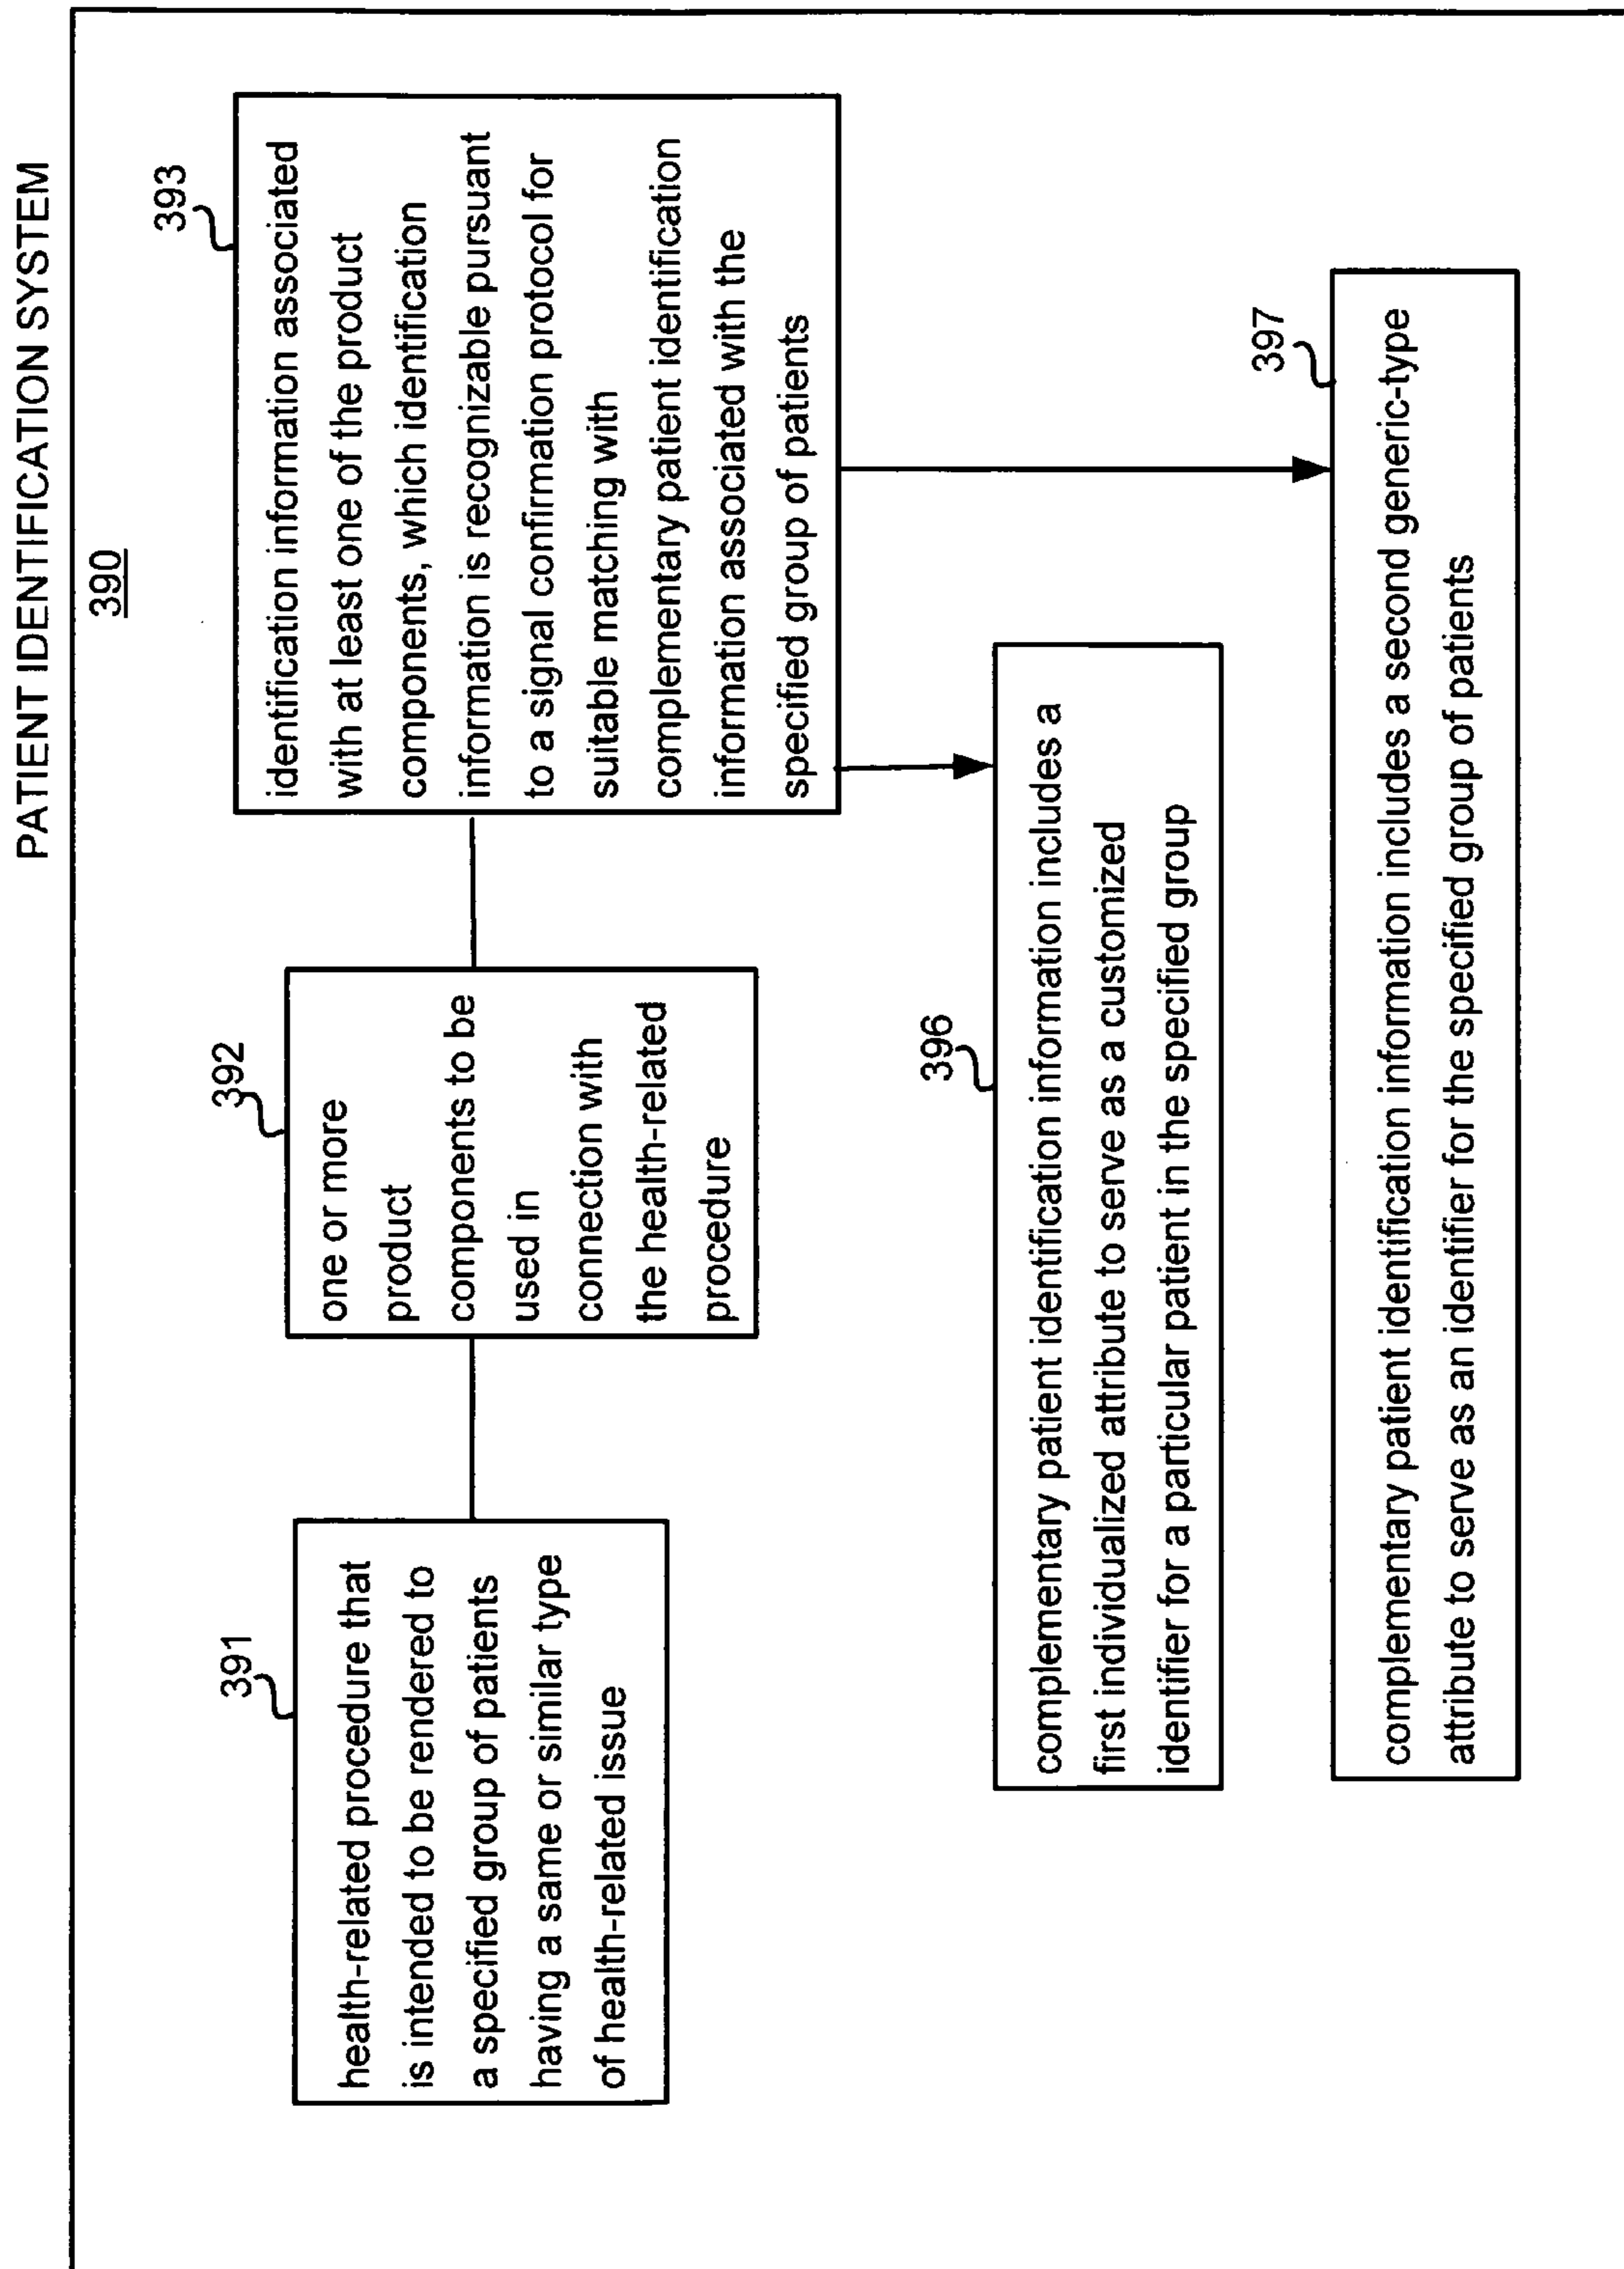 PATIENT IDENTIFICATION SYSTEM
390
391
health-related procedure that
is intended to be rendered to
a specified group of patients
having a same or similar type
of health-related issue
392
one or more
product
components to be
used in
connection with
the health-related
procedure
393
identification information associated
with at least one of the product
components, which identification
information is recognizable pursuant
to a signal confirmation protocol for
suitable matching with
complementary patient identification
information associated with the
specified group of patients
396
complementary patient identification information includes a
first individualized attribute to serve as a customized
identifier for a particular patient in the specified group
397
complementary patient identification information includes a second generic-type
attribute to serve as an identifier for the specified group of patients